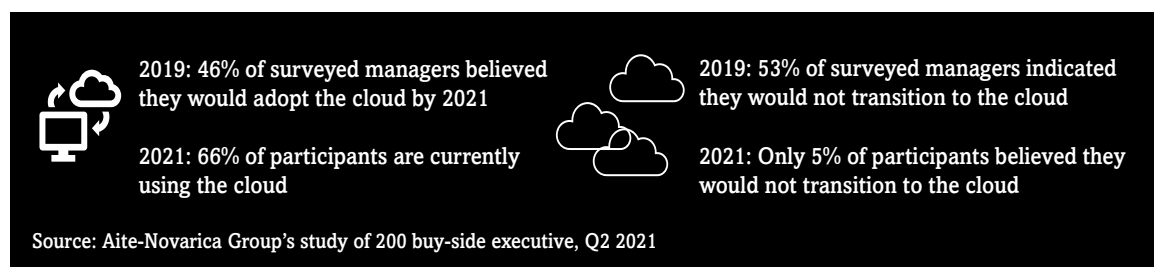 2019: 46% of surveyed managers believed
they would adopt the cloud by 2021
2021: 66% of participants are currently
using the cloud
2019: 53% of surveyed managers indicated
they would not transition to the cloud
2021: Only 5% of participants believed they
would not transition to the cloud
Source: Aite-Novarica Group’s study of 200 buy-side executive, Q2 2021